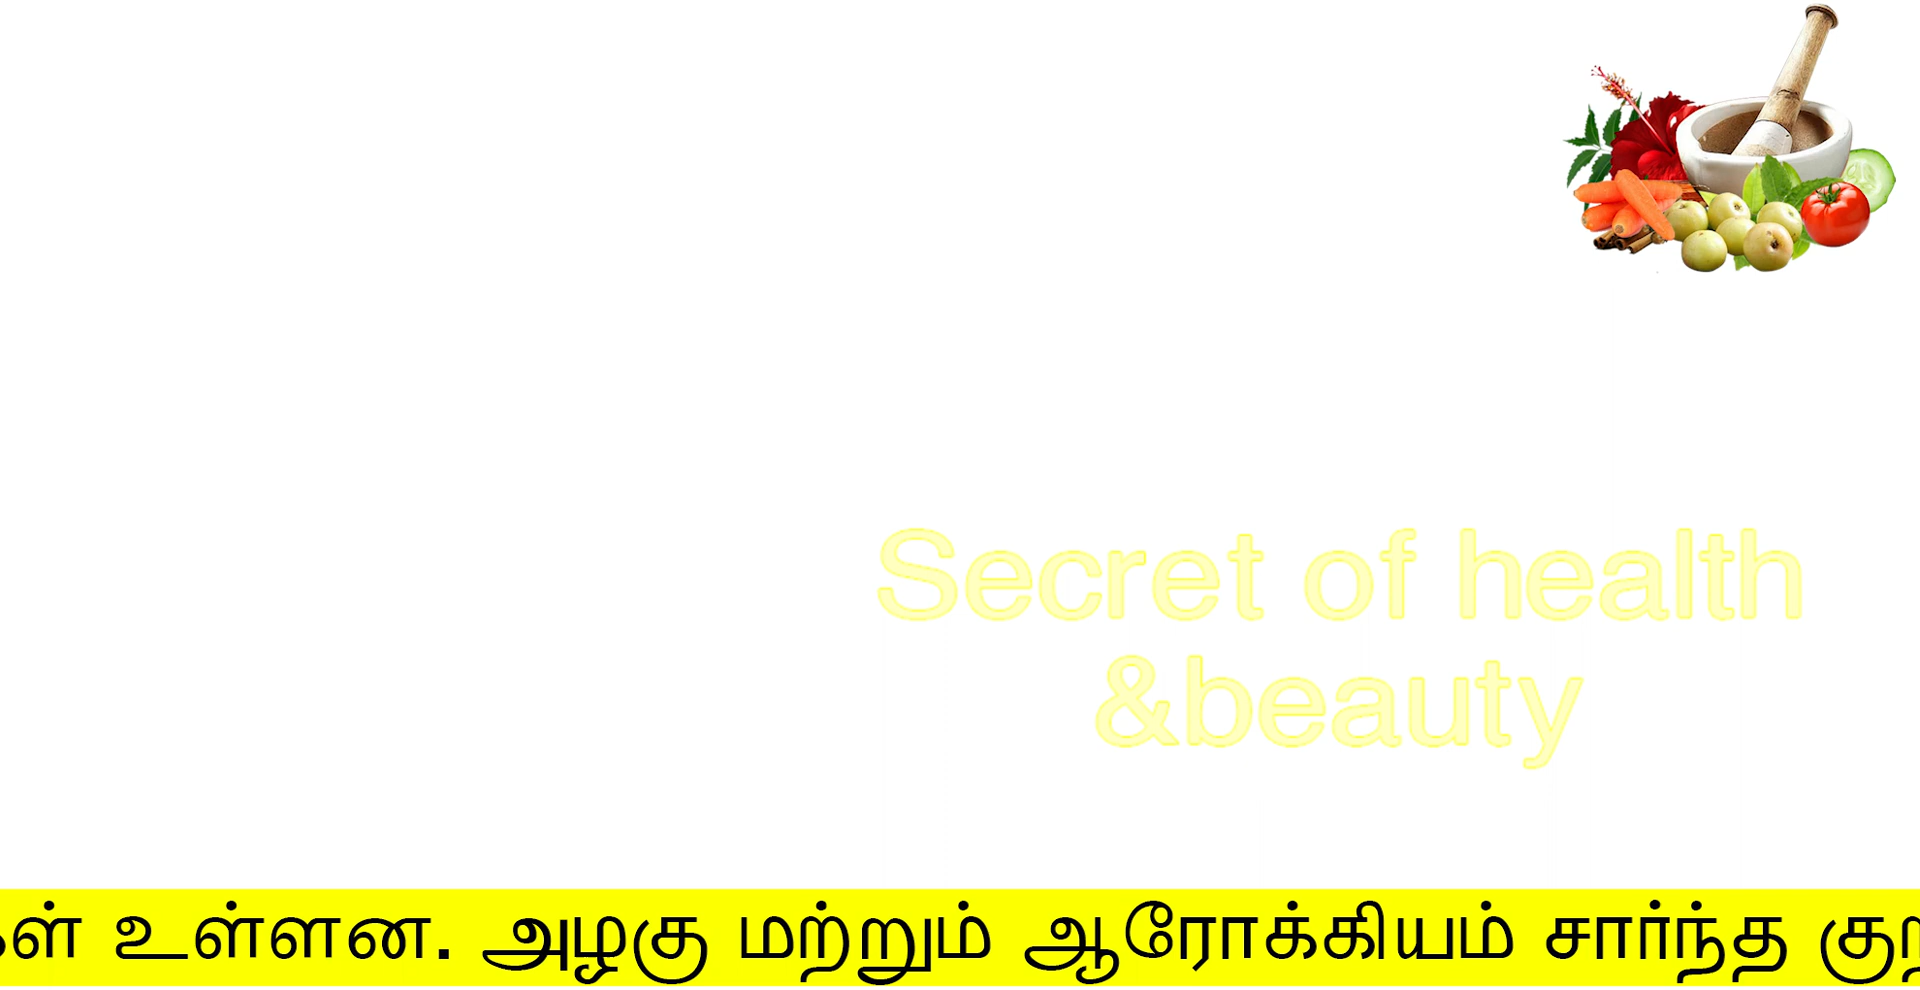 Secret of health
&beauty
உள்ளன. அழகு மற்றும் ஆரோக்கியம் சார்ந்த